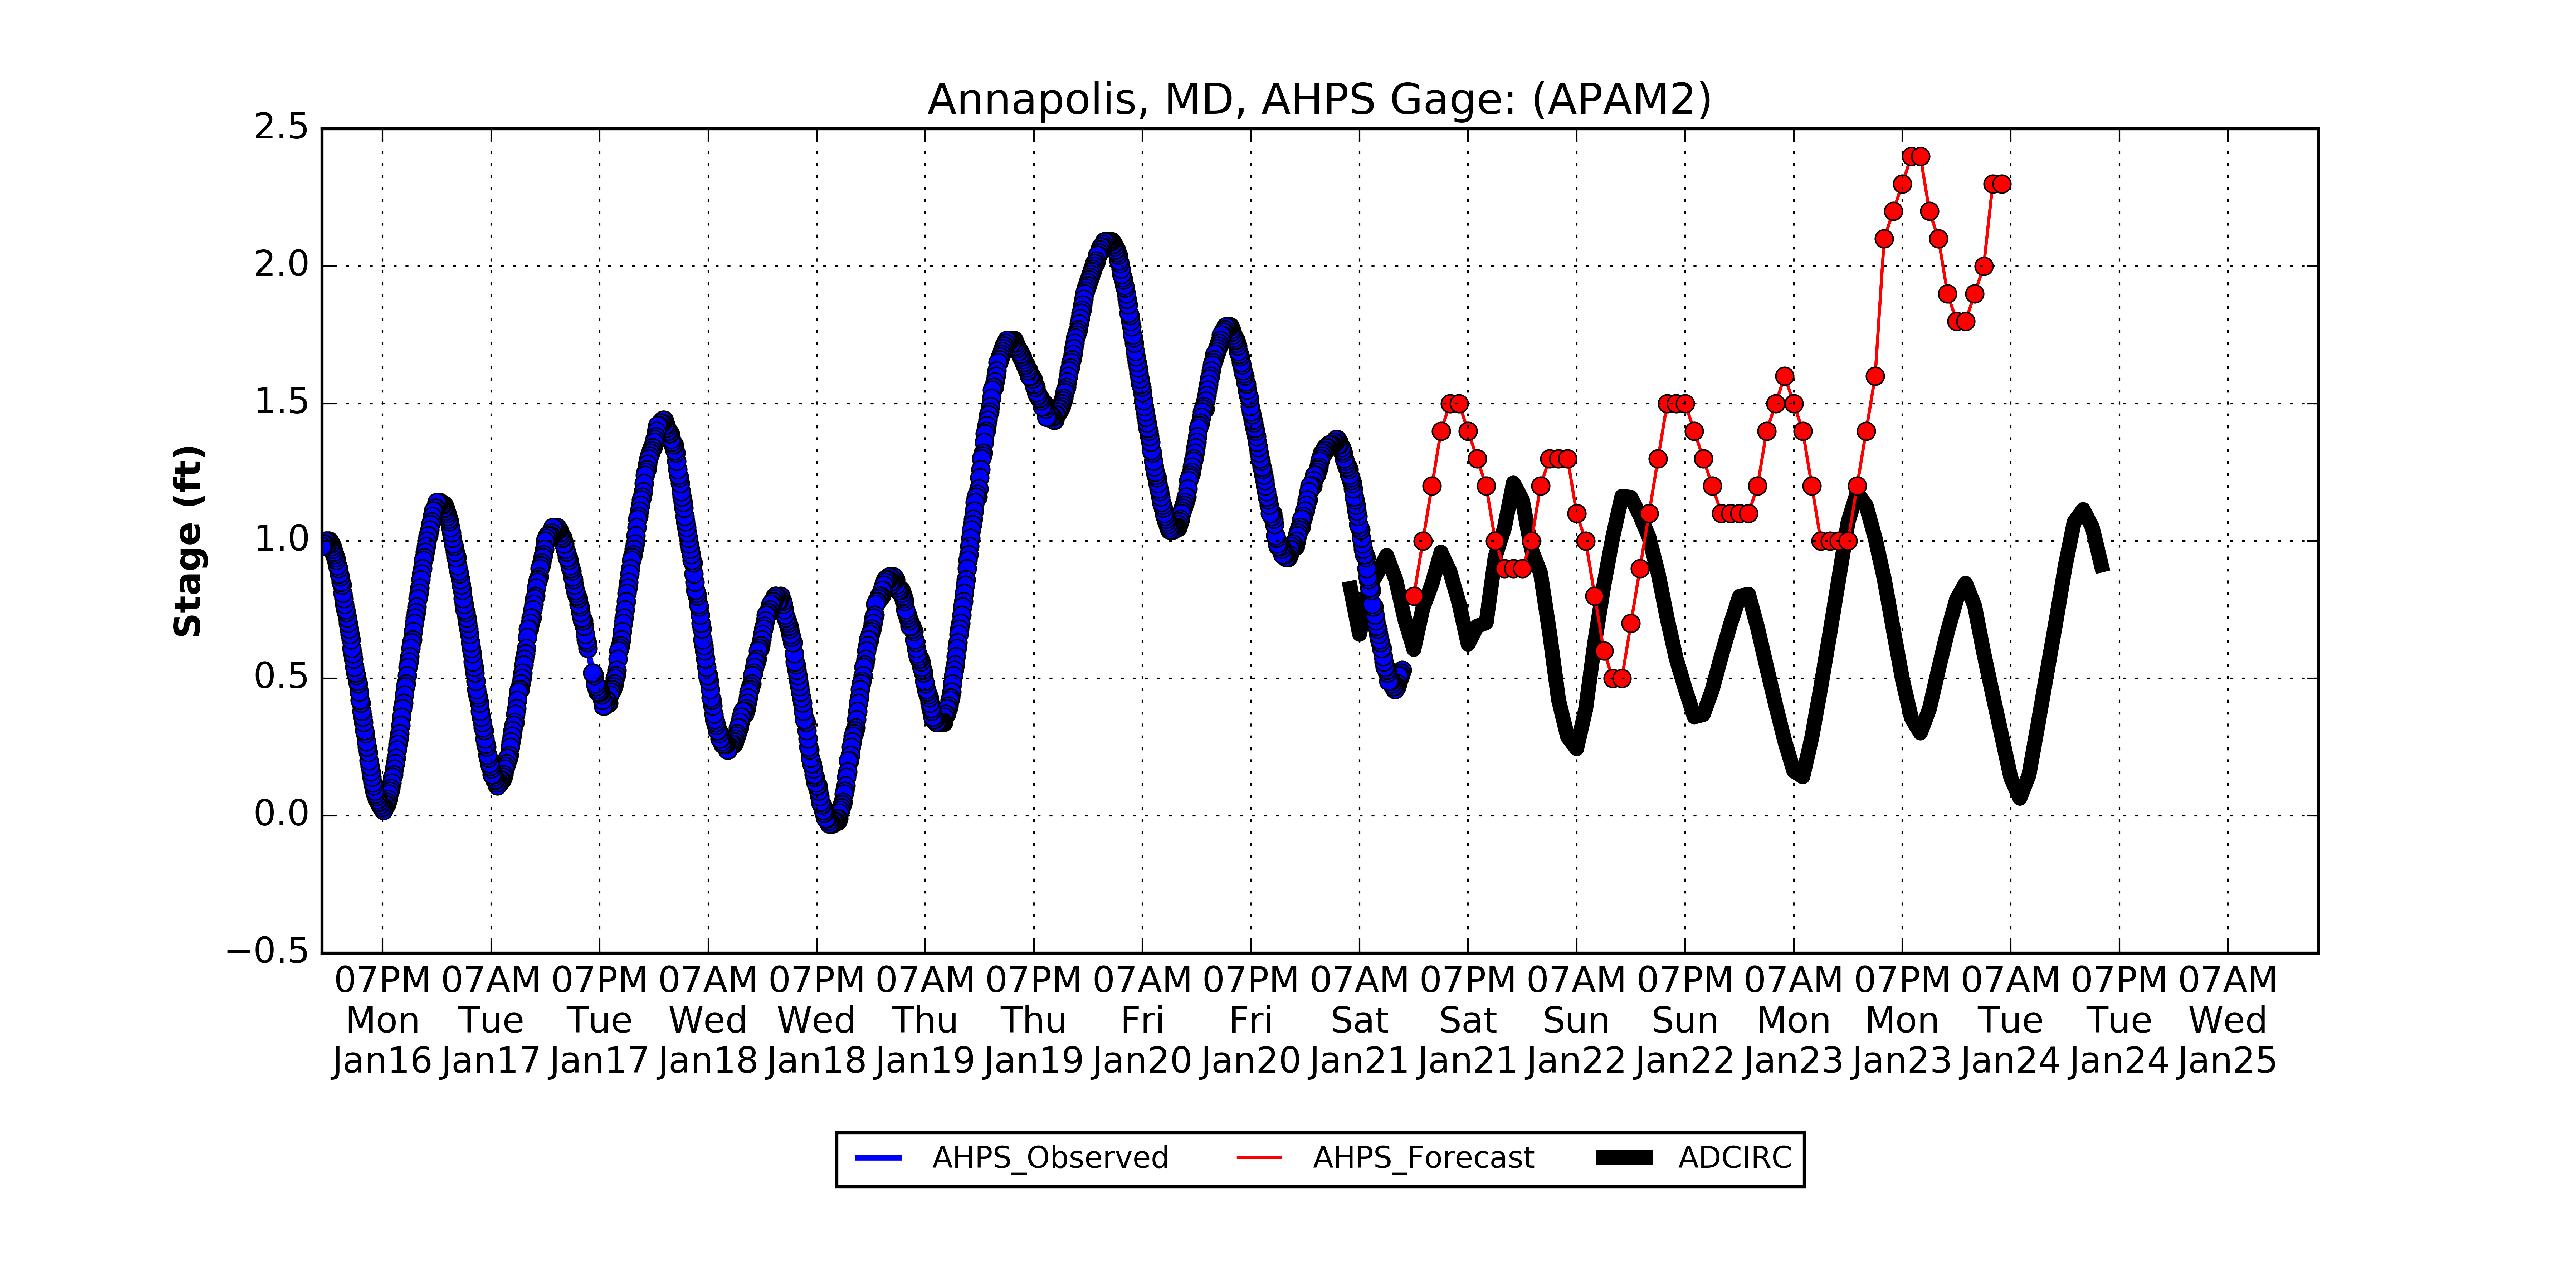 Annapolis, MD, AHPS Gage: (APAM2)
2.5
2.0
1.5
1.0
0.5
0.0
−0.5
Stage (ft)
07PM 07AM 07PM 07AM 07PM 07AM 07PM 07AM 07PM 07AM 07PM 07AM 07PM 07AM 07PM 07AM 07PM 07AM
Mon Tue Tue Wed Wed Thu Thu Fri Fri Sat Sat Sun Sun Mon Mon Tue Tue Wed
Jan16 Jan17 Jan17 Jan18 Jan18 Jan19 Jan19 Jan20 Jan20 Jan21 Jan21 Jan22 Jan22 Jan23 Jan23 Jan24 Jan24 Jan25
AHPS_Observed AHPS_Forecast ADCIRC